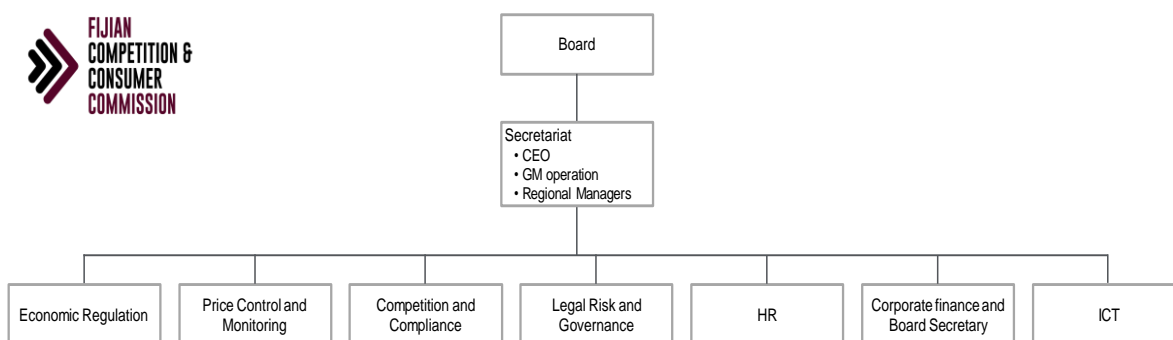 FIJIAN
COMPETITION &
CONSUMER
COMMISSION
Board
Secretariat
• CEO
• GM operation
• Regional Managers
Economic Regulation
Price Control and
Monitoring
Competition and
Compliance
Legal Risk and
Governance
HR
Corporate finance and
Board Secretary
ICT